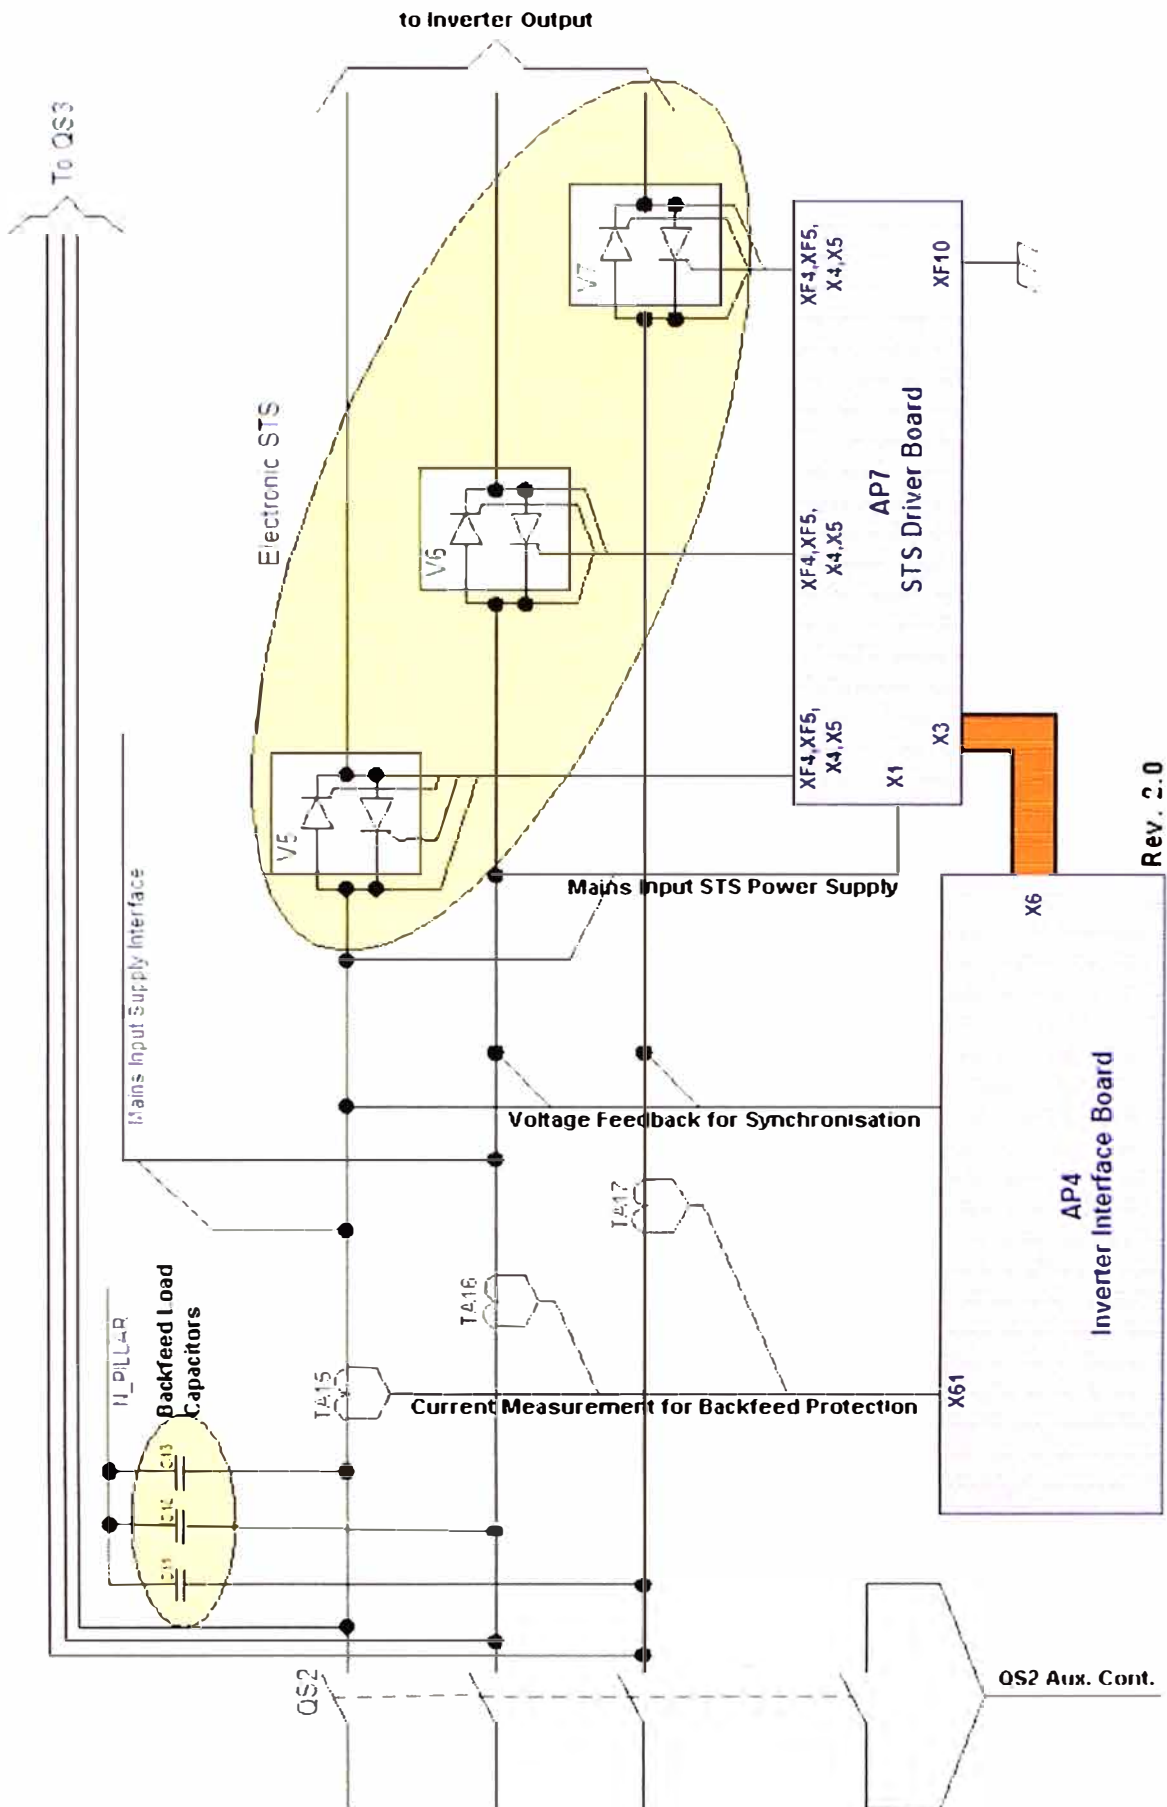 to Inverter Output
To QS3
Electronic STS
V7
XF4,XF5,
X4,X5
XF10
V6
XF4,XF5,
X4,X5
AP7
STS Driver Board
V5
XF4,XF5,
X4,X5
X1
X3
Mains Input Supply Interface
Mains Input STS Power Supply
X6
Rev. 2.0
Voltage Feedback for Synchronisation
AP4
Inverter Interface Board
TA17
TA16
TA15
N_PILLAR
Backfeed Load
Capacitors
Current Measurement for Backfeed Protection
X61
C13
C12
C11
QS2
QS2 Aux. Cont.